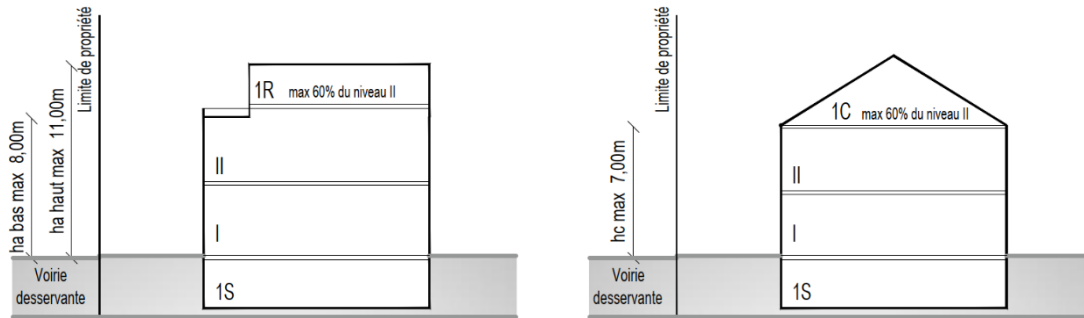 ha bas max 8,00m
ha haut max 11,00m
Limite de propriété
1R max 60% du niveau II
II
I
1S
Voirie
desservante
hc max 7,00m
Limite de propriété
1C max 60% du niveau II
II
I
1S
Voirie
desservante